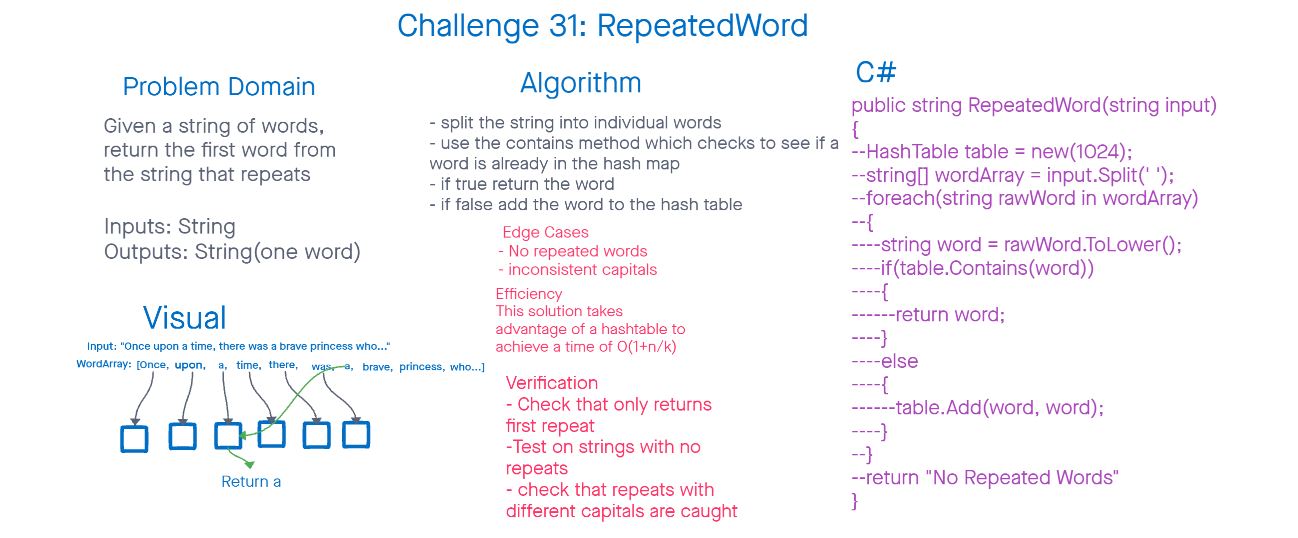 Challenge 31: RepeatedWord
Problem Domain
Given a string of words,
return the first word from
the string that repeats
Inputs: String
Outputs: String(one word)
Visual
Input: "Once upon a time, there was a brave princess who..."
WordArray: [Once, upon, a, time, there, was, a, brave, princess, who...]
Return a
Algorithm
- split the string into individual words
- use the contains method which checks to see if a
word is already in the hash map
- if true return the word
- if false add the word to the hash table
Edge Cases
- No repeated words
- inconsistent capitals
Efficiency
This solution takes
advantage of a hashtable to
achieve a time of O(1+n/k)
Verification
- Check that only returns
first repeat
-Test on strings with no
repeats
- check that repeats with
different capitals are caught
C#
public string RepeatedWord(string input)
{
--HashTable table = new(1024);
--string[] wordArray = input.Split(' ');
--foreach(string rawWord in wordArray)
--{
----string word = rawWord.ToLower();
----if(table.Contains(word))
----{
------return word;
----}
----else
----{
------table.Add(word, word);
----}
--}
--return "No Repeated Words"
}